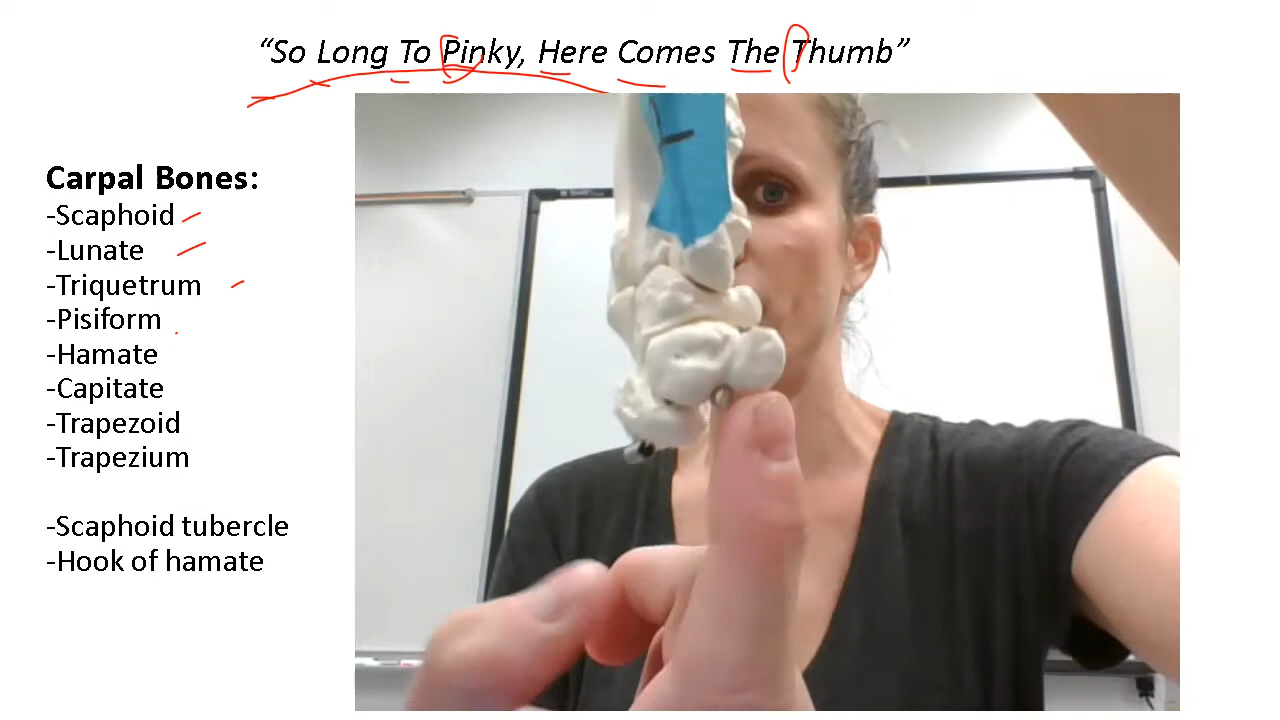 “So Long To Pinky, Here Comes The Thumb”
Carpal Bones:
-Scaphoid
-Lunate
-Triquetrum
-Pisiform
-Hamate
-Capitate
-Trapezoid
-Trapezium
-Scaphoid tubercle
-Hook of hamate